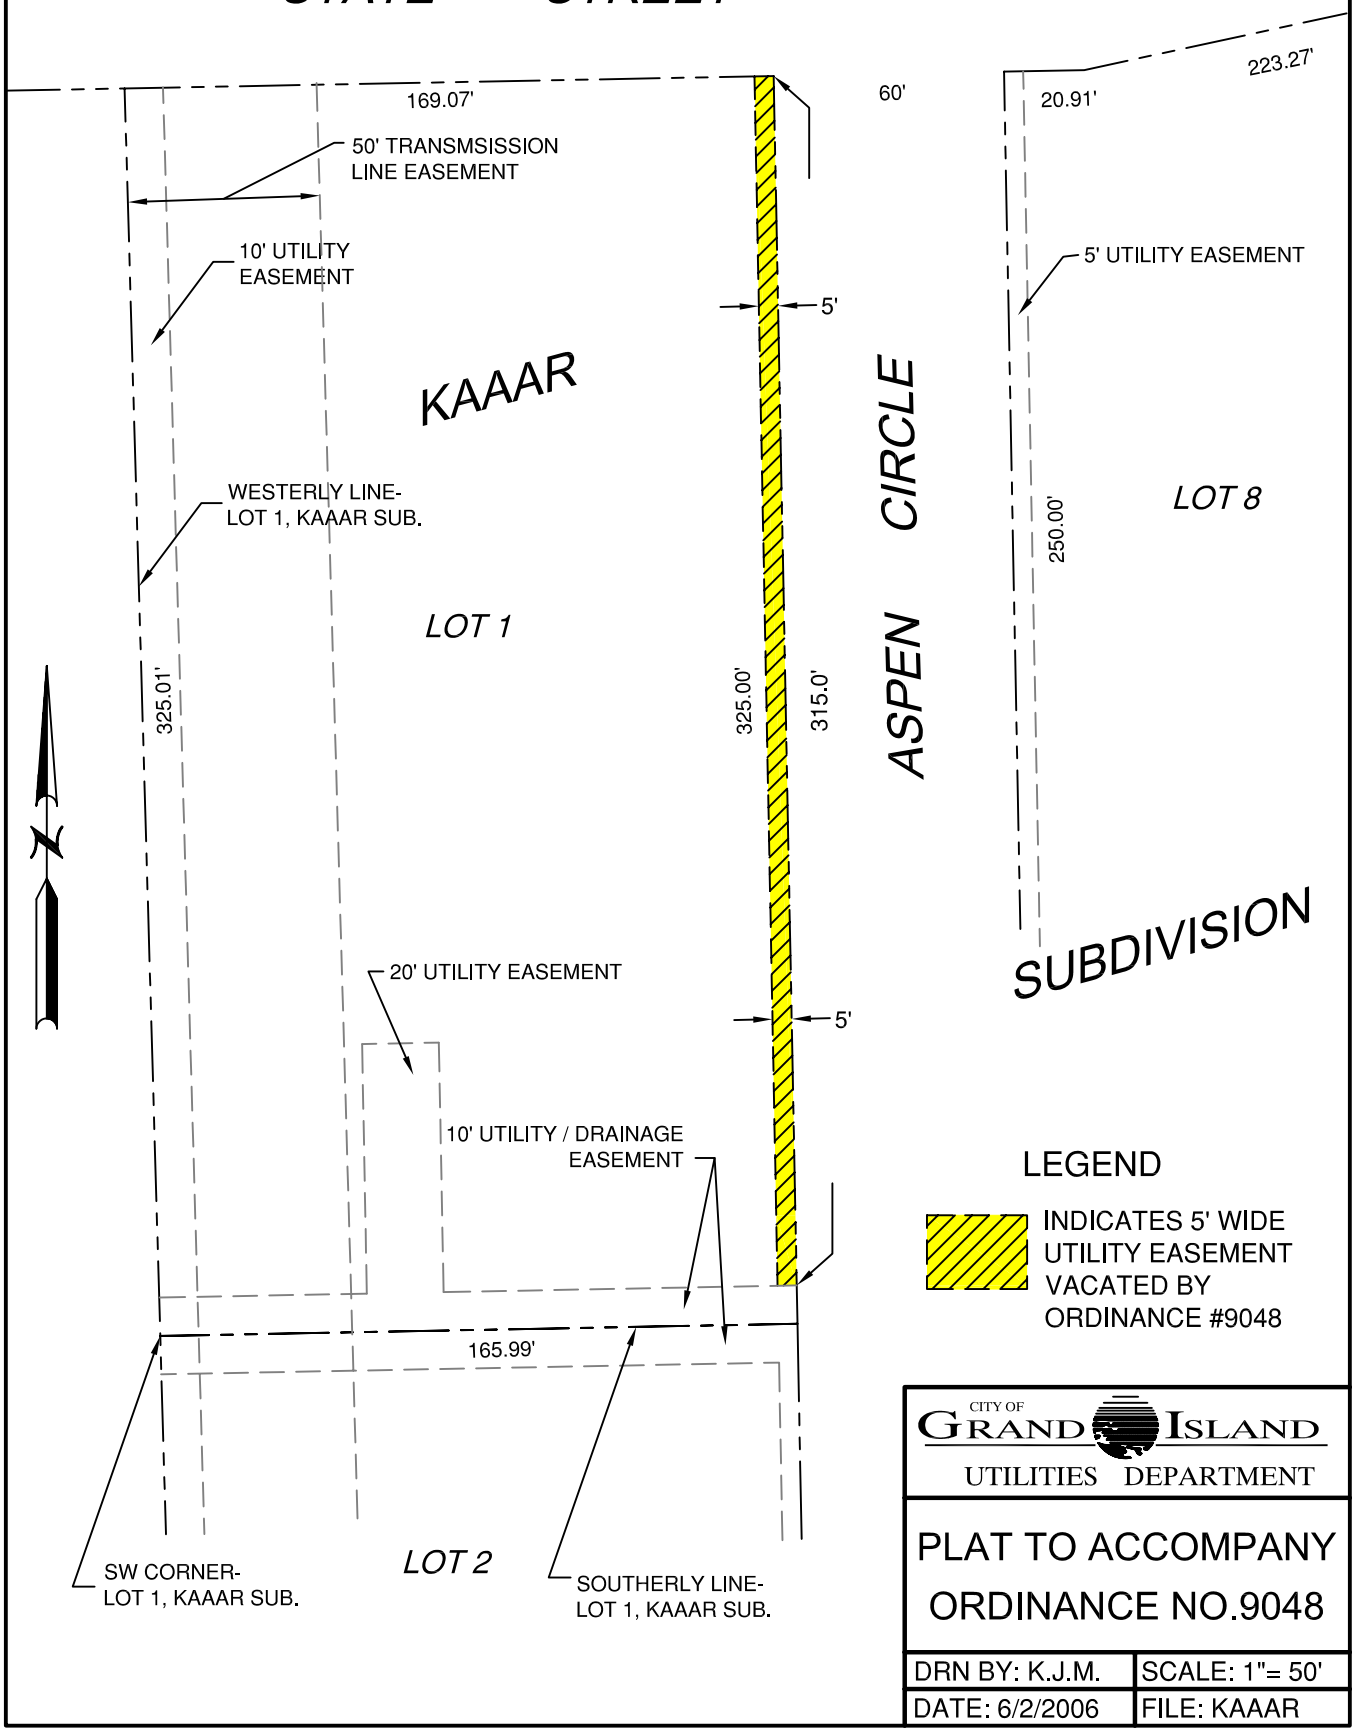 STATE STREET
169.07'
60'
20.91'
223.27'
50' TRANSMSISSION
LINE EASEMENT
10' UTILITY
EASEMENT
5' UTILITY EASEMENT
5'
KAAAR
ASPEN CIRCLE
WESTERLY LINE-
LOT 1, KAAAR SUB.
LOT 8
250.00'
LOT 1
325.01'
325.00'
315.0'
N
SUBDIVISION
20' UTILITY EASEMENT
5'
10' UTILITY / DRAINAGE
EASEMENT
165.99'
SW CORNER-
LOT 1, KAAAR SUB.
LOT 2
SOUTHERLY LINE-
LOT 1, KAAAR SUB.
LEGEND
INDICATES 5' WIDE
UTILITY EASEMENT
VACATED BY
ORDINANCE #9048
CITY OF
GRAND ISLAND
UTILITIES DEPARTMENT
PLAT TO ACCOMPANY
ORDINANCE NO.9048
DRN BY: K.J.M.
SCALE: 1"= 50'
DATE: 6/2/2006
FILE: KAAAR